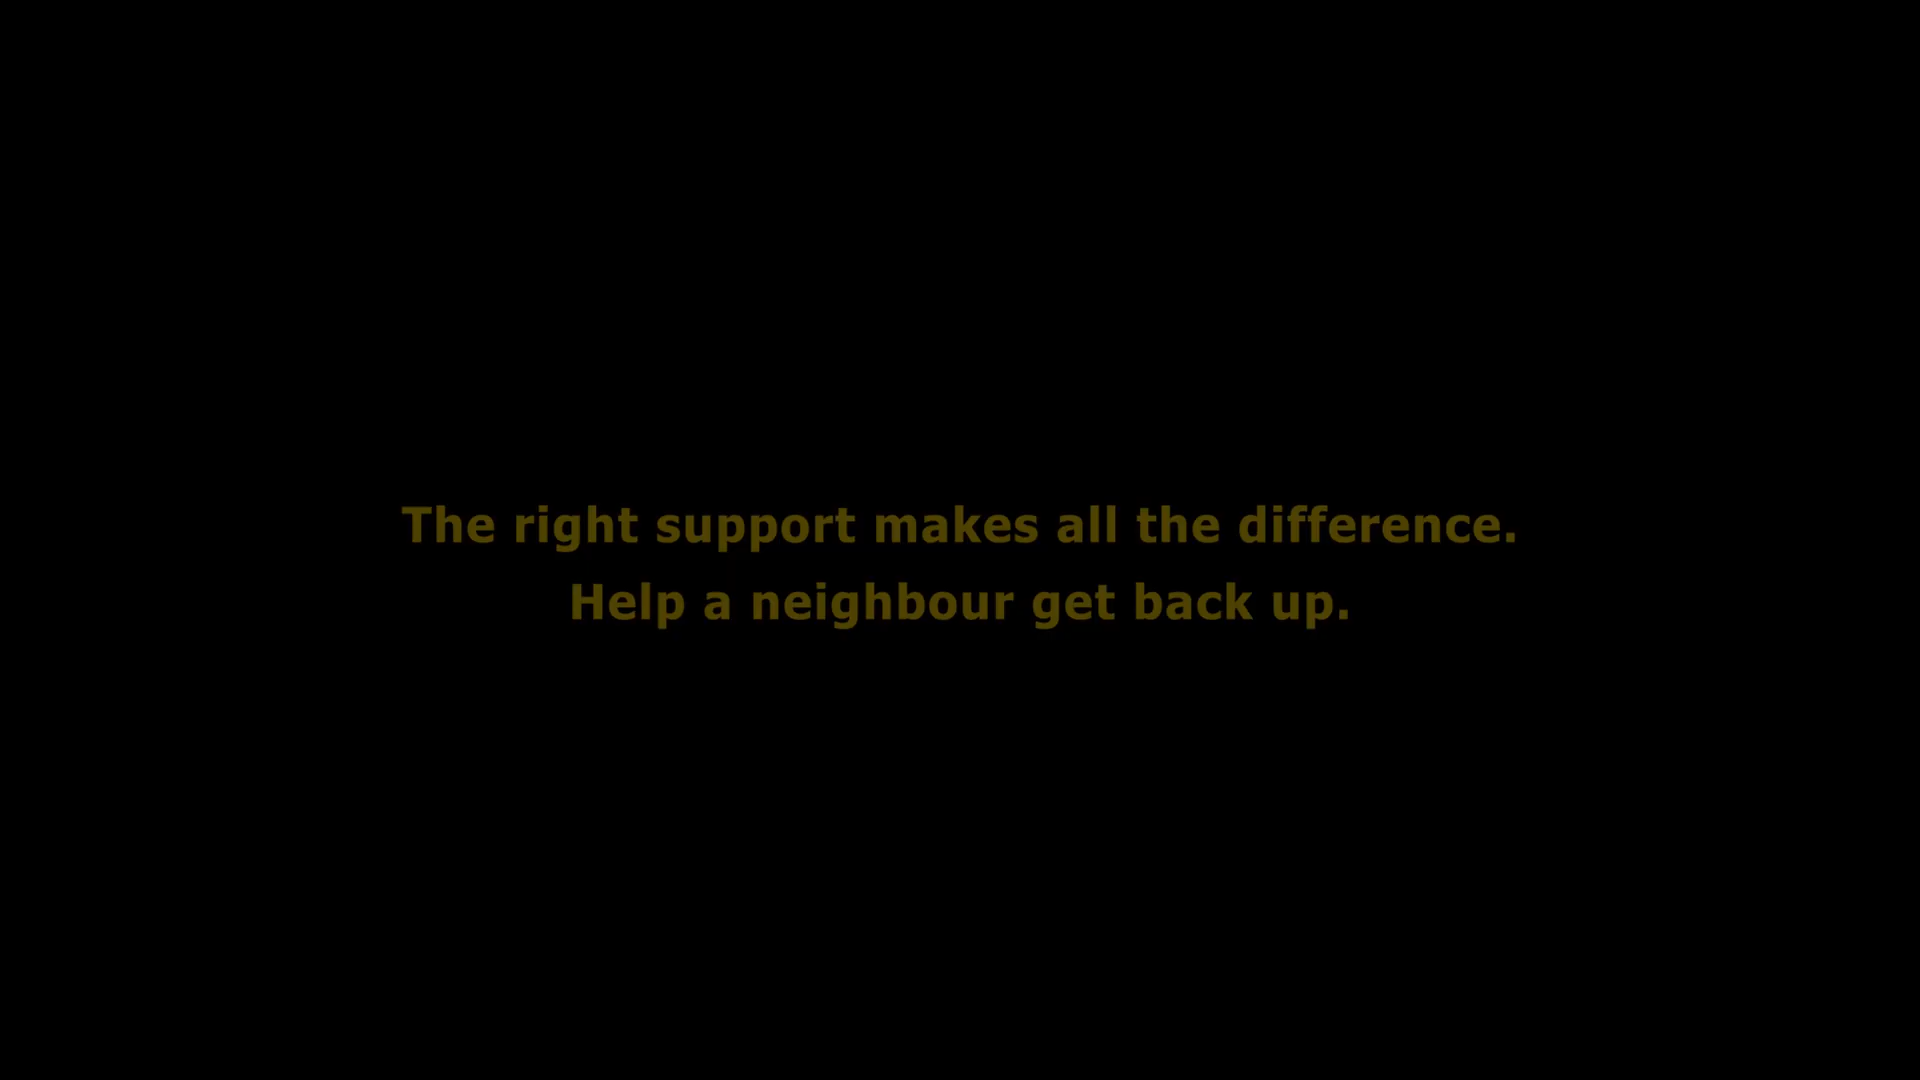 The right support makes all the difference.
Help a neighbour get back up.